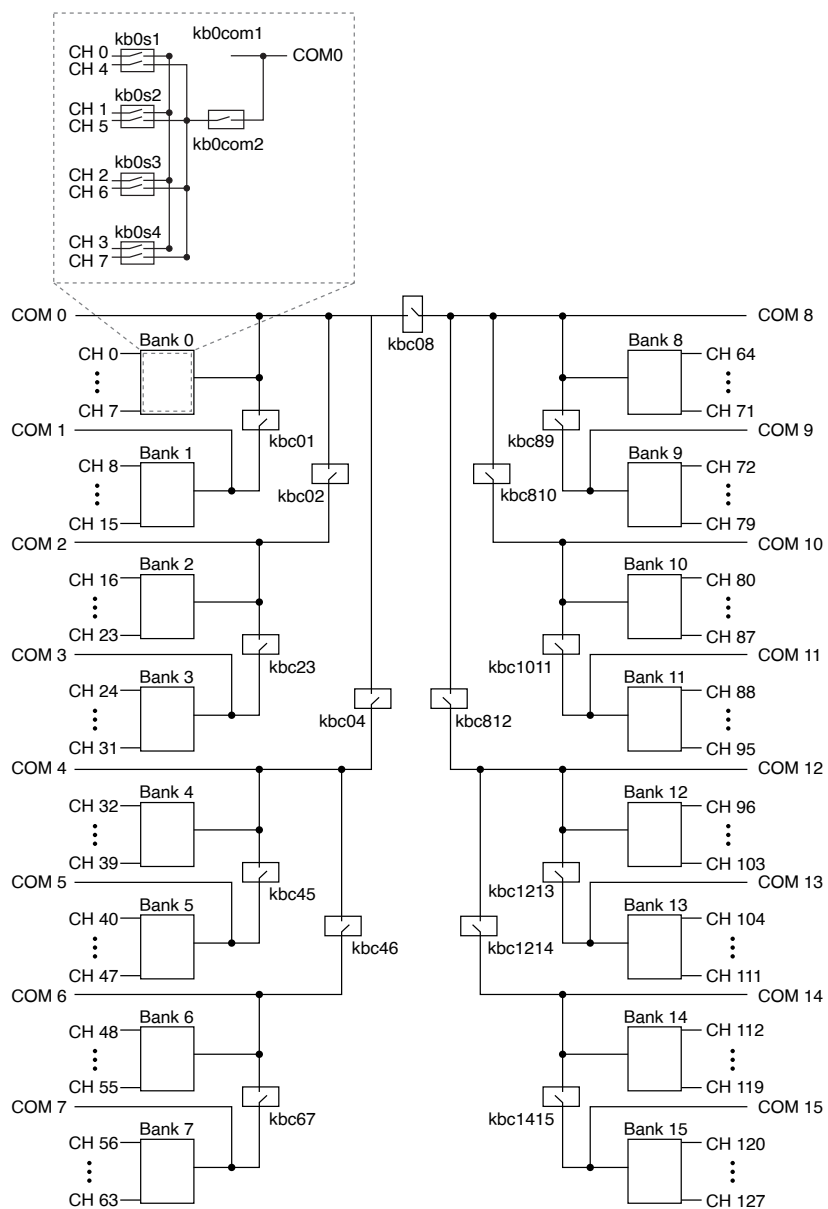 kb0s1
kb0com1
CH 0
COM0
CH 4
kb0s2
CH 1
CH 5
kb0com2
kb0s3
CH 2
CH 6
kb0s4
CH 3
CH 7
COM 0
COM 8
kbc08
Bank 0
Bank 8
CH 0
CH 64
CH 7
CH 71
COM 1
kbc01
kbc89
COM 9
Bank 1
Bank 9
CH 8
CH 72
kbc02
kbc810
CH 15
CH 79
COM 2
COM 10
Bank 2
Bank 10
CH 16
CH 80
CH 23
CH 87
COM 3
kbc23
kbc1011
COM 11
Bank 3
Bank 11
CH 24
CH 88
kbc04
kbc812
CH 31
CH 95
COM 4
COM 12
Bank 4
Bank 12
CH 32
CH 96
CH 39
CH 103
COM 5
kbc45
kbc1213
COM 13
Bank 5
Bank 13
CH 40
CH 104
kbc46
kbc1214
CH 47
CH 111
COM 6
COM 14
Bank 6
Bank 14
CH 48
CH 112
CH 55
CH 119
COM 7
kbc67
kbc1415
COM 15
Bank 7
Bank 15
CH 56
CH 120
CH 63
CH 127